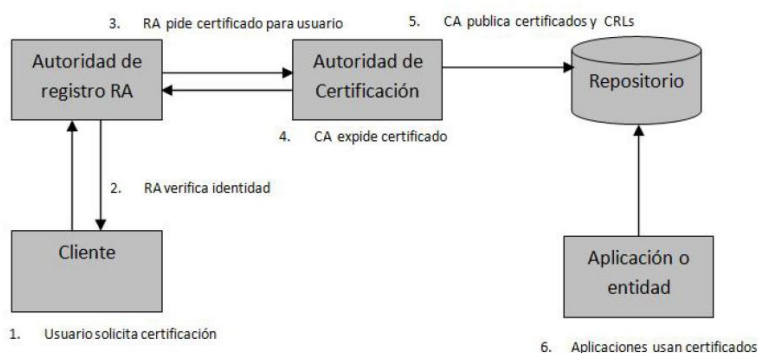 3. RA pide certificado para usuario
5. CA publica certificados y CRLs
Autoridad de
registro RA
Autoridad de
Certificación
Repositorio
4. CA expide certificado
2. RA verifica identidad
Cliente
Aplicación o
entidad
1. Usuario solicita certificación
6. Aplicaciones usan certificados